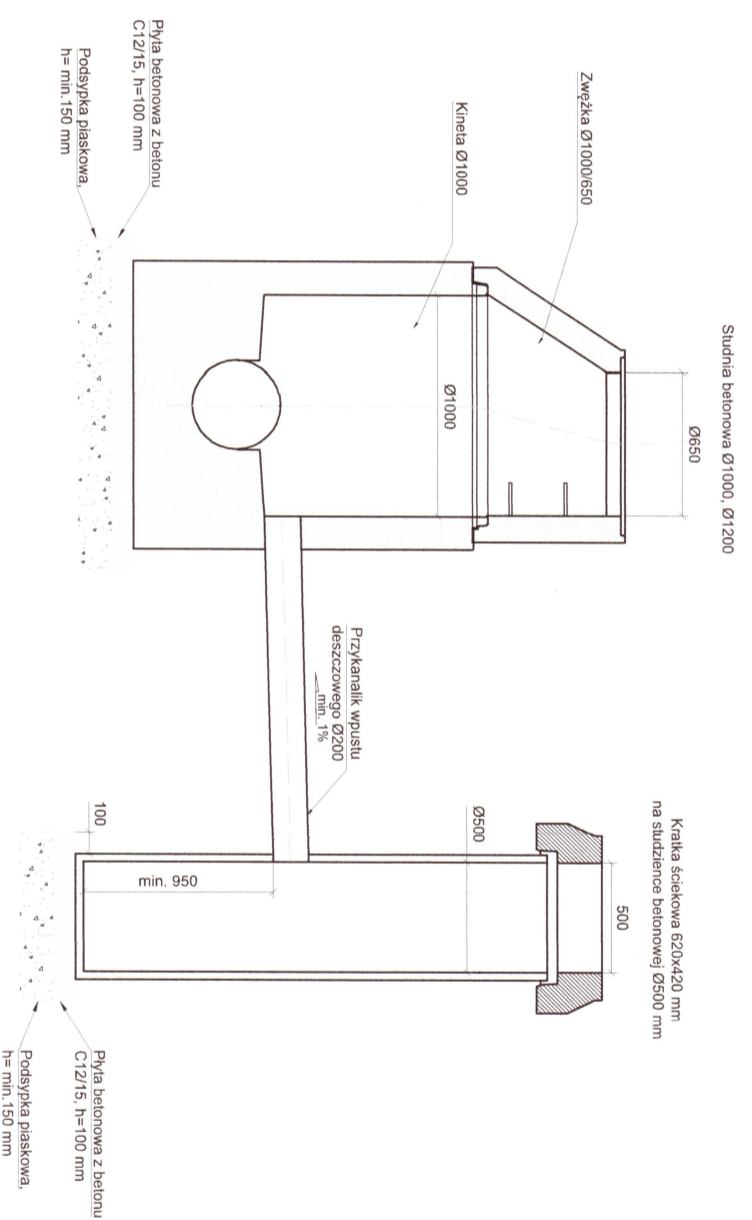 Studnia betonowa Ø1000, Ø1200
Ø650
Zwężka Ø1000/650
Kineta Ø1000
Ø1000
Płyta betonowa z betonu
C12/15, h=100 mm
Podsypka piaskowa,
h= min.150 mm
Przykanalik wpustu
deszczowego Ø200
min. 1%
Kratka ściekowa 620x420 mm
na studzience betonowej Ø500 mm
500
Ø500
min. 950
100
Płyta betonowa z betonu
C12/15, h=100 mm
Podsypka piaskowa,
h= min.150 mm